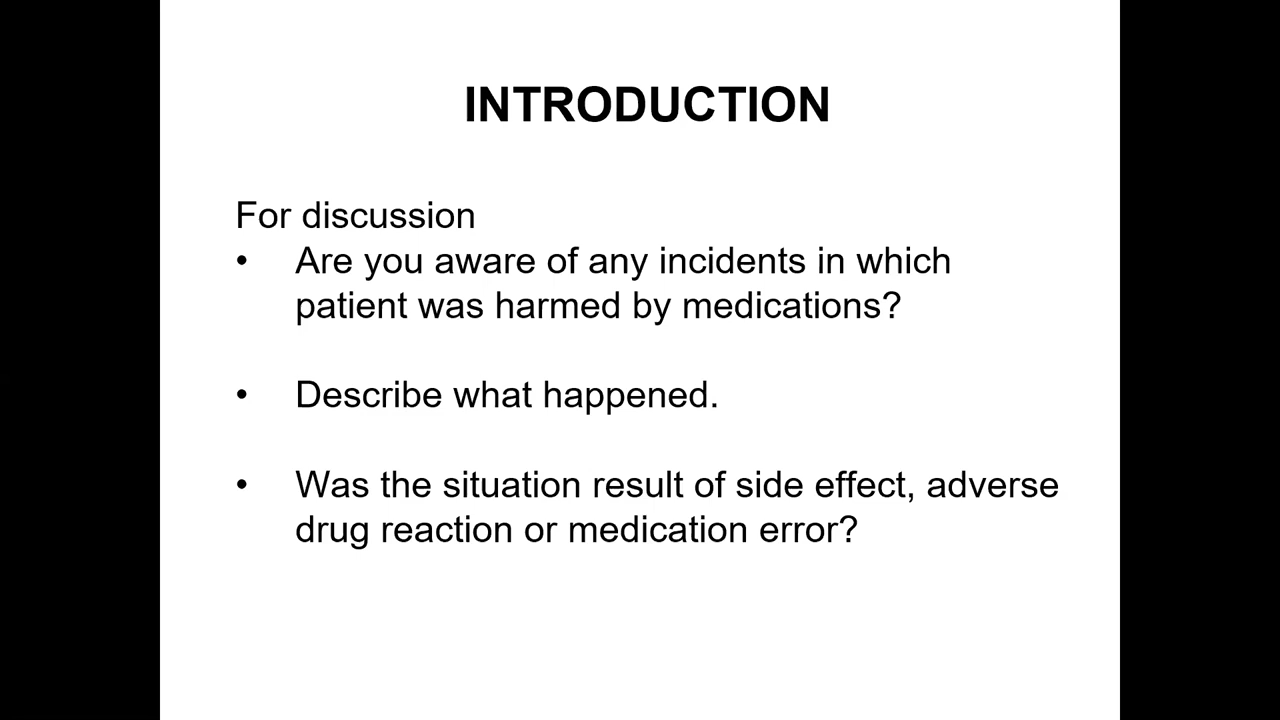 INTRODUCTION
For discussion
• Are you aware of any incidents in which
patient was harmed by medications?
• Describe what happened.
• Was the situation result of side effect, adverse
drug reaction or medication error?